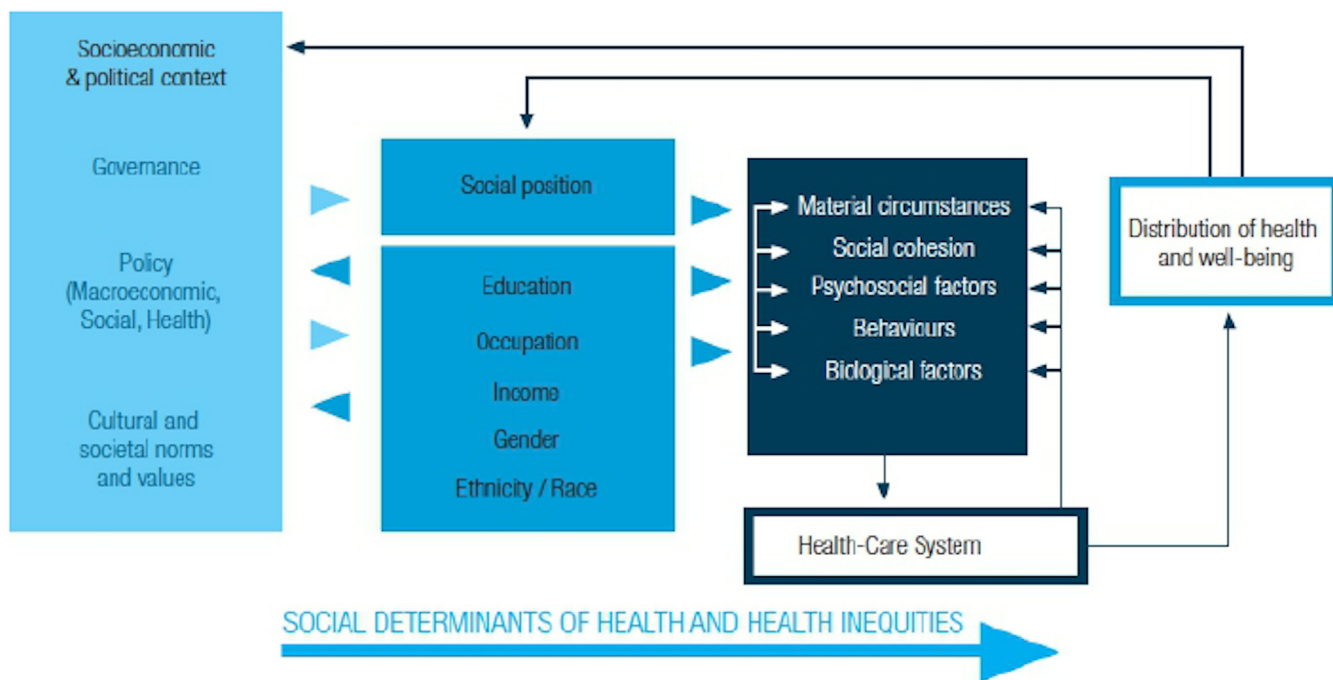 Socioeconomic
& political context
Governance
Policy
(Macroeconomic,
Social, Health)
Cultural and
societal norms
and values
Social position
Education
Occupation
Income
Gender
Ethnicity / Race
Material circumstances
Social cohesion
Psychosocial factors
Behaviours
Biological factors
Health-Care System
Distribution of health
and well-being
SOCIAL DETERMINANTS OF HEALTH AND HEALTH INEQUITIES